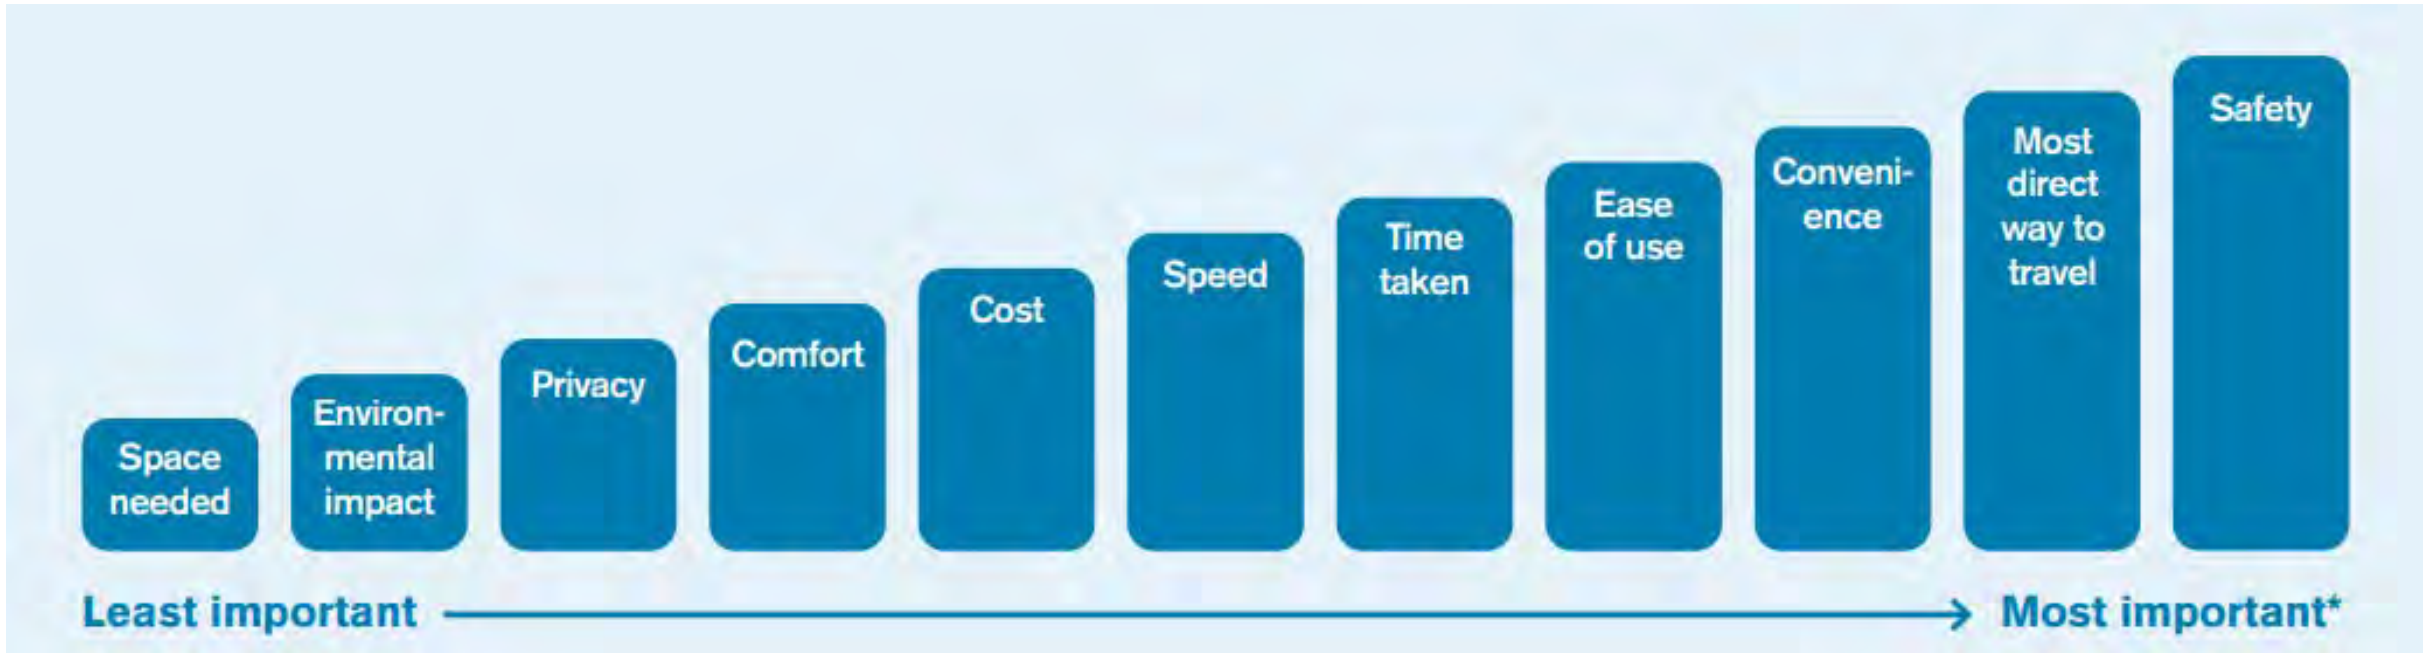 Space
needed
Environ-
mental
impact
Privacy
Comfort
Cost
Speed
Time
taken
Ease
of use
Conveni-
ence
Most
direct
way to
travel
Safety
Least important
Most important*